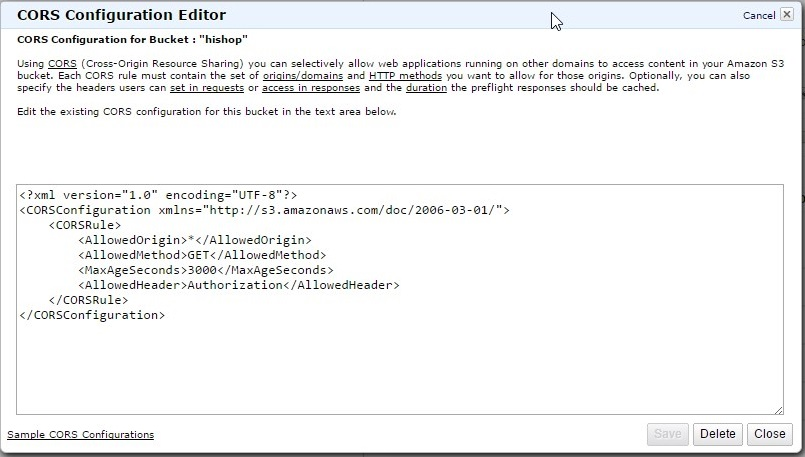 CORS Configuration Editor
Cancel
CORS Configuration for Bucket : "hishop"
Using CORS (Cross-Origin Resource Sharing) you can selectively allow web applications running on other domains to access content in your Amazon S3
bucket. Each CORS rule must contain the set of origins/domains and HTTP methods you want to allow for those origins. Optionally, you can also
specify the headers users can set in requests or access in responses and the duration the preflight responses should be cached.
Edit the existing CORS configuration for this bucket in the text area below.
<?xml version="1.0" encoding="UTF-8"?>
<CORSConfiguration xmlns="http://s3.amazonaws.com/doc/2006-03-01/">
    <CORSRule>
        <AllowedOrigin>*</AllowedOrigin>
        <AllowedMethod>GET</AllowedMethod>
        <MaxAgeSeconds>3000</MaxAgeSeconds>
        <AllowedHeader>Authorization</AllowedHeader>
    </CORSRule>
</CORSConfiguration>
Sample CORS Configurations
Save
Delete
Close